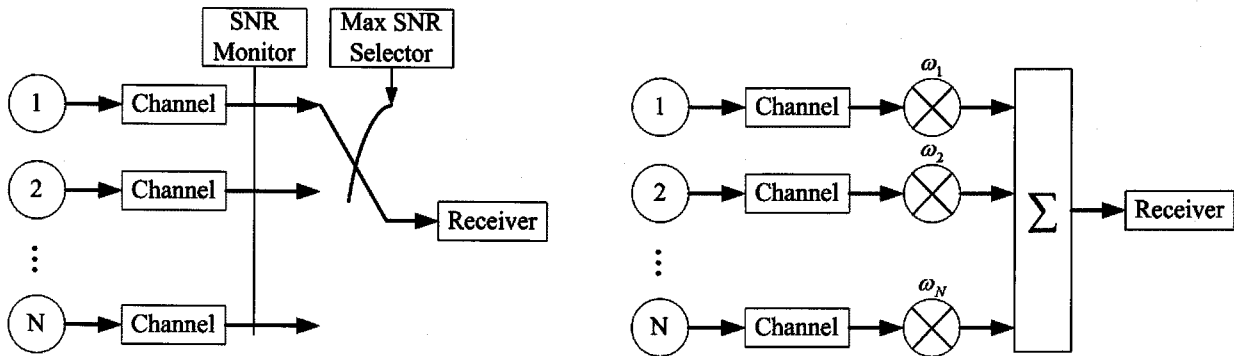 SNR
Monitor
Max SNR
Selector
1
Channel
2
Channel
⋮
N
Channel
Receiver
ω₁
1
Channel
ω₂
2
Channel
⋮
ω_N
N
Channel
Σ
Receiver